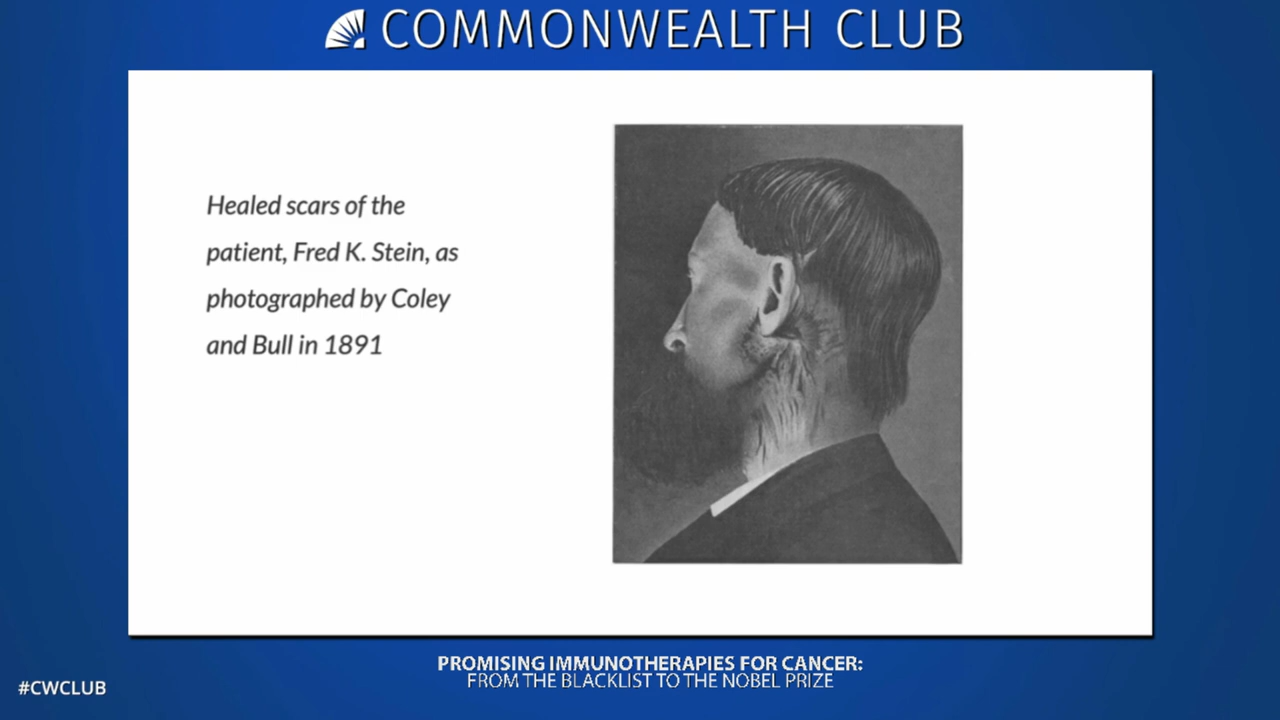 COMMONWEALTH CLUB
Healed scars of the
patient, Fred K. Stein, as
photographed by Coley
and Bull in 1891
PROMISING IMMUNOTHERAPIES FOR CANCER:
FROM THE BLACKLIST TO THE NOBEL PRIZE
#CWCLUB